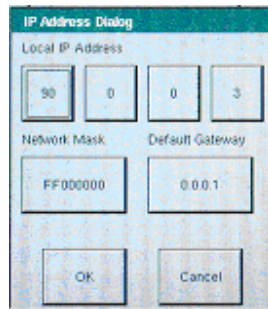 IP Address Dialog
Local IP Address
90 0 0 3
Network Mask Default Gateway
FF000000 0.0.0.1
OK Cancel